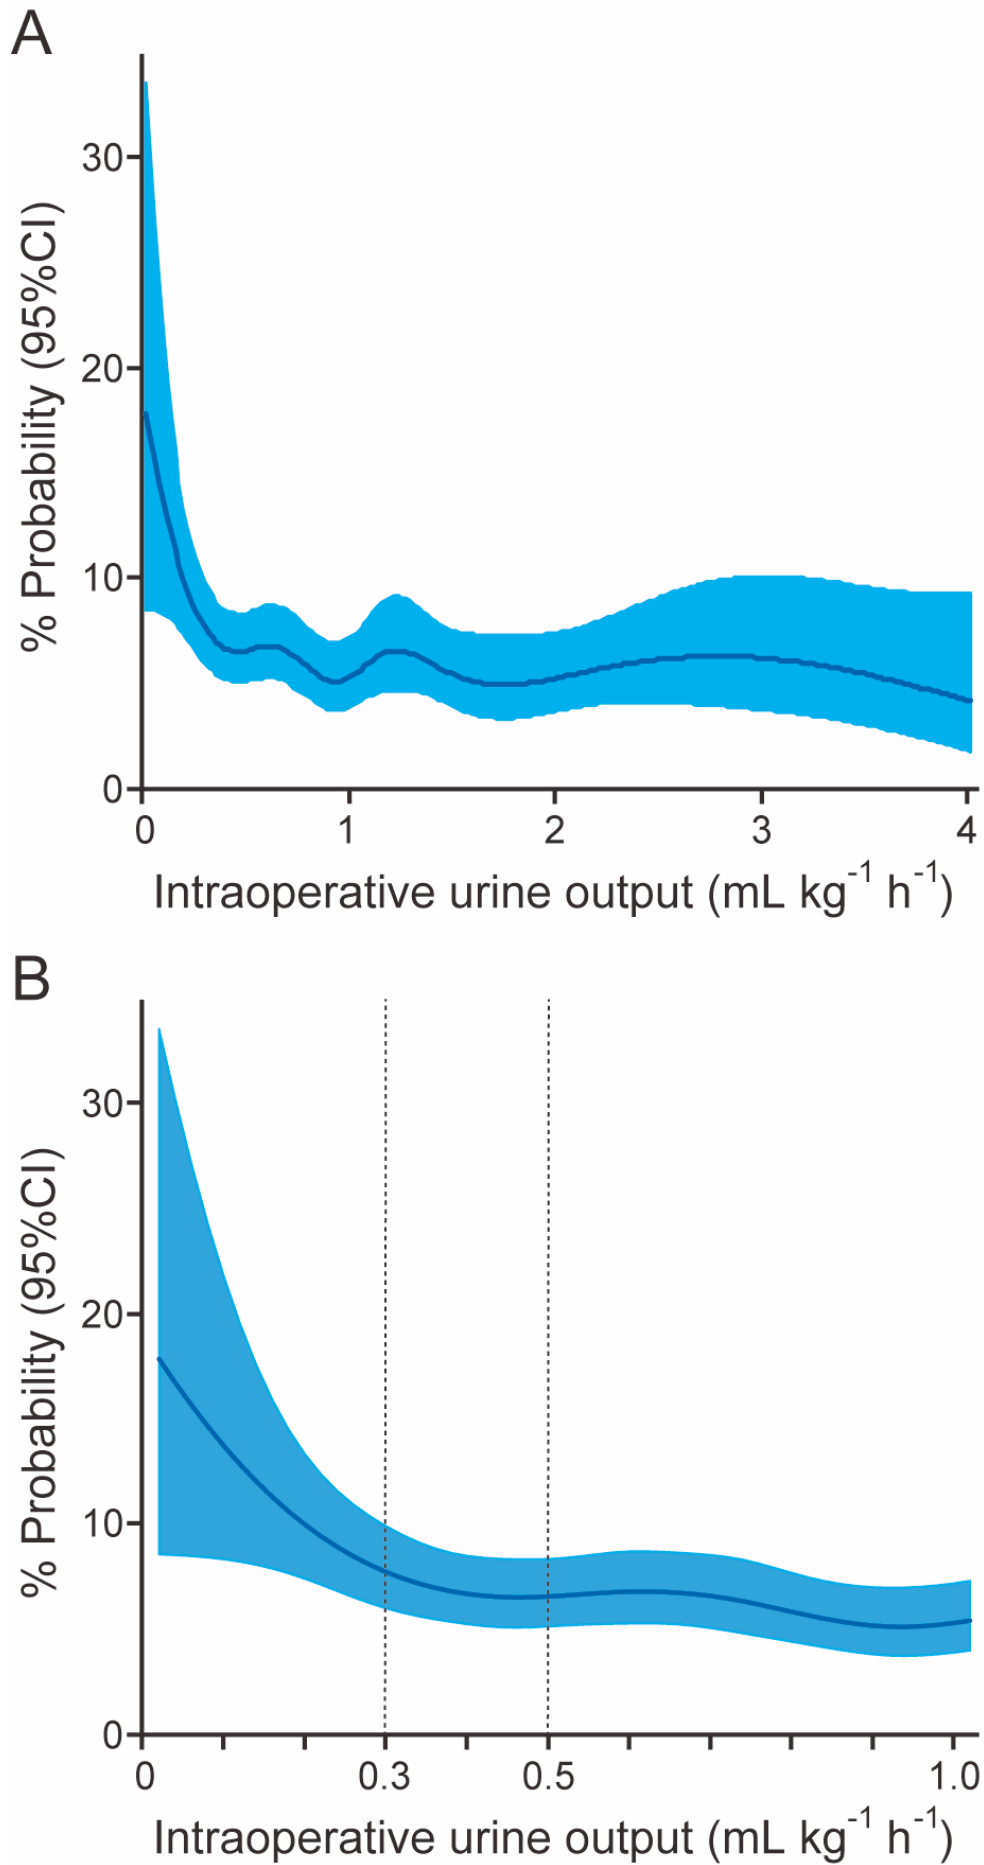 A
% Probability (95%CI)
30
20
10
0
0 1 2 3 4
Intraoperative urine output (mL kg⁻¹ h⁻¹)
B
% Probability (95%CI)
30
20
10
0
0 0.3 0.5 1.0
Intraoperative urine output (mL kg⁻¹ h⁻¹)